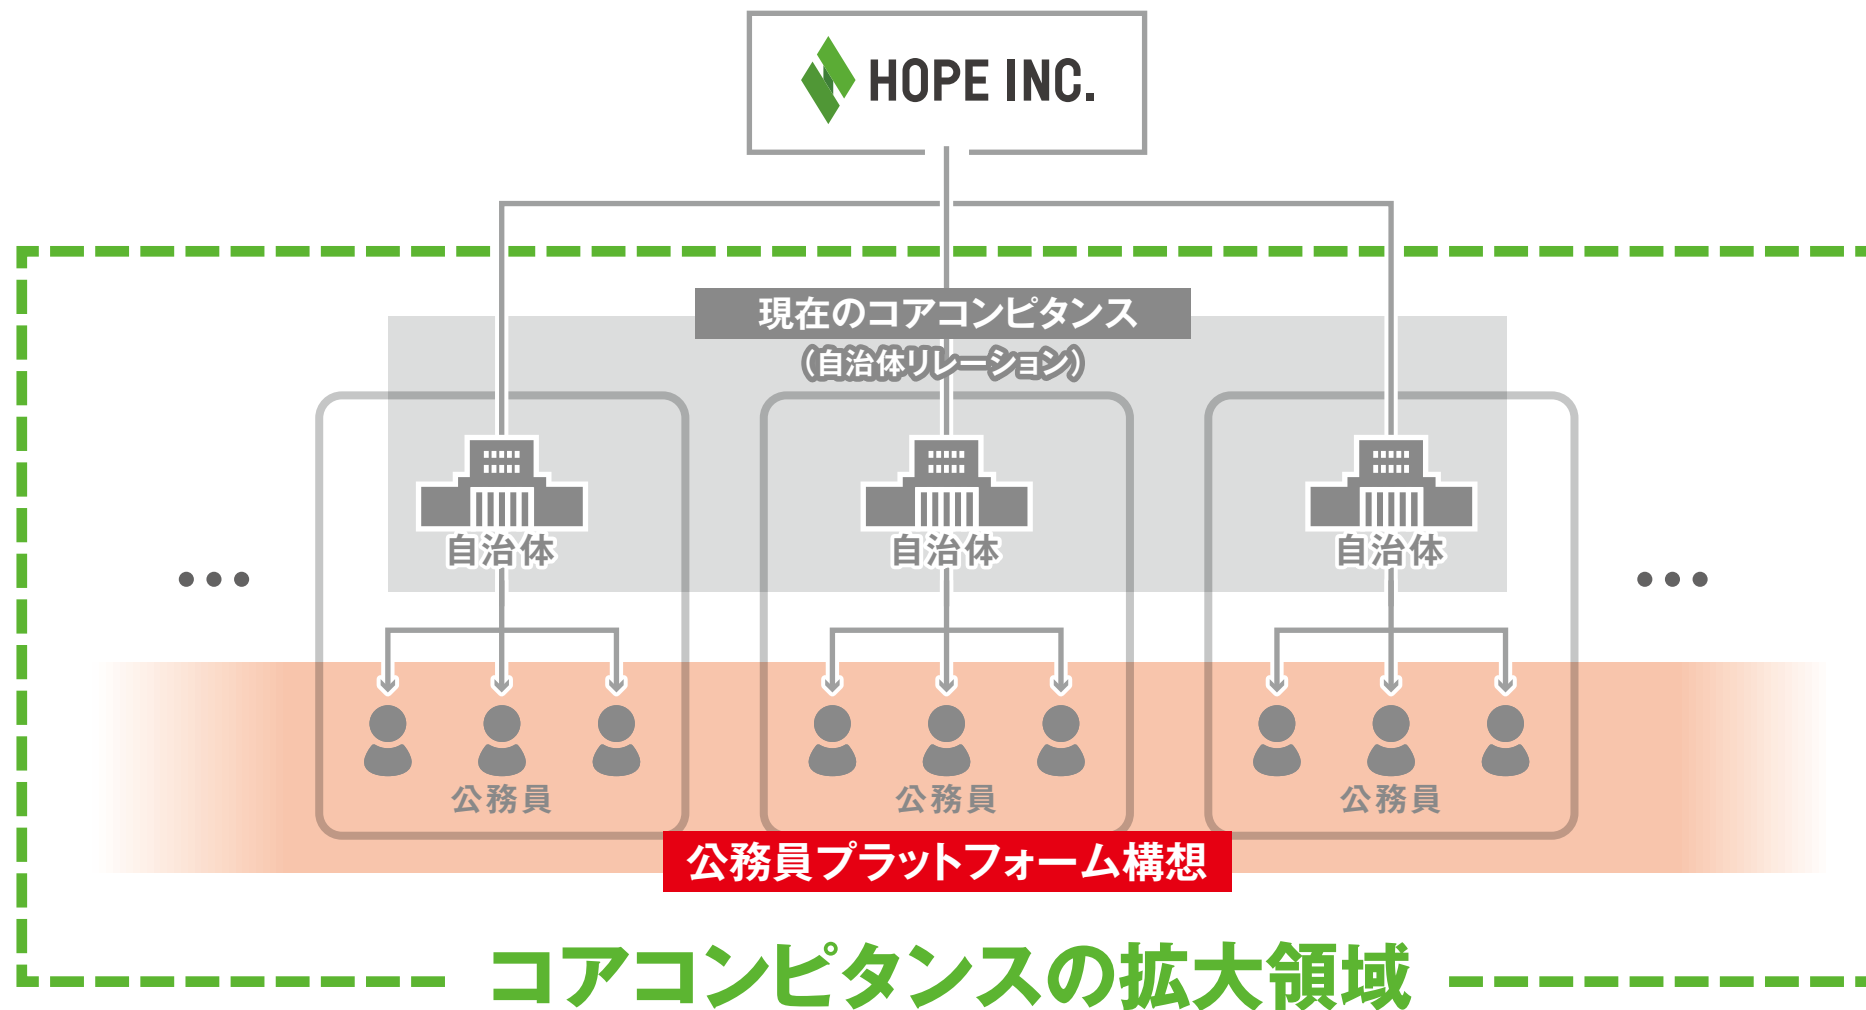 HOPE INC.
現在のコアコンピタンス
（自治体リレーション）
自治体
自治体
自治体
公務員
公務員
公務員
公務員プラットフォーム構想
コアコンピタンスの拡大領域